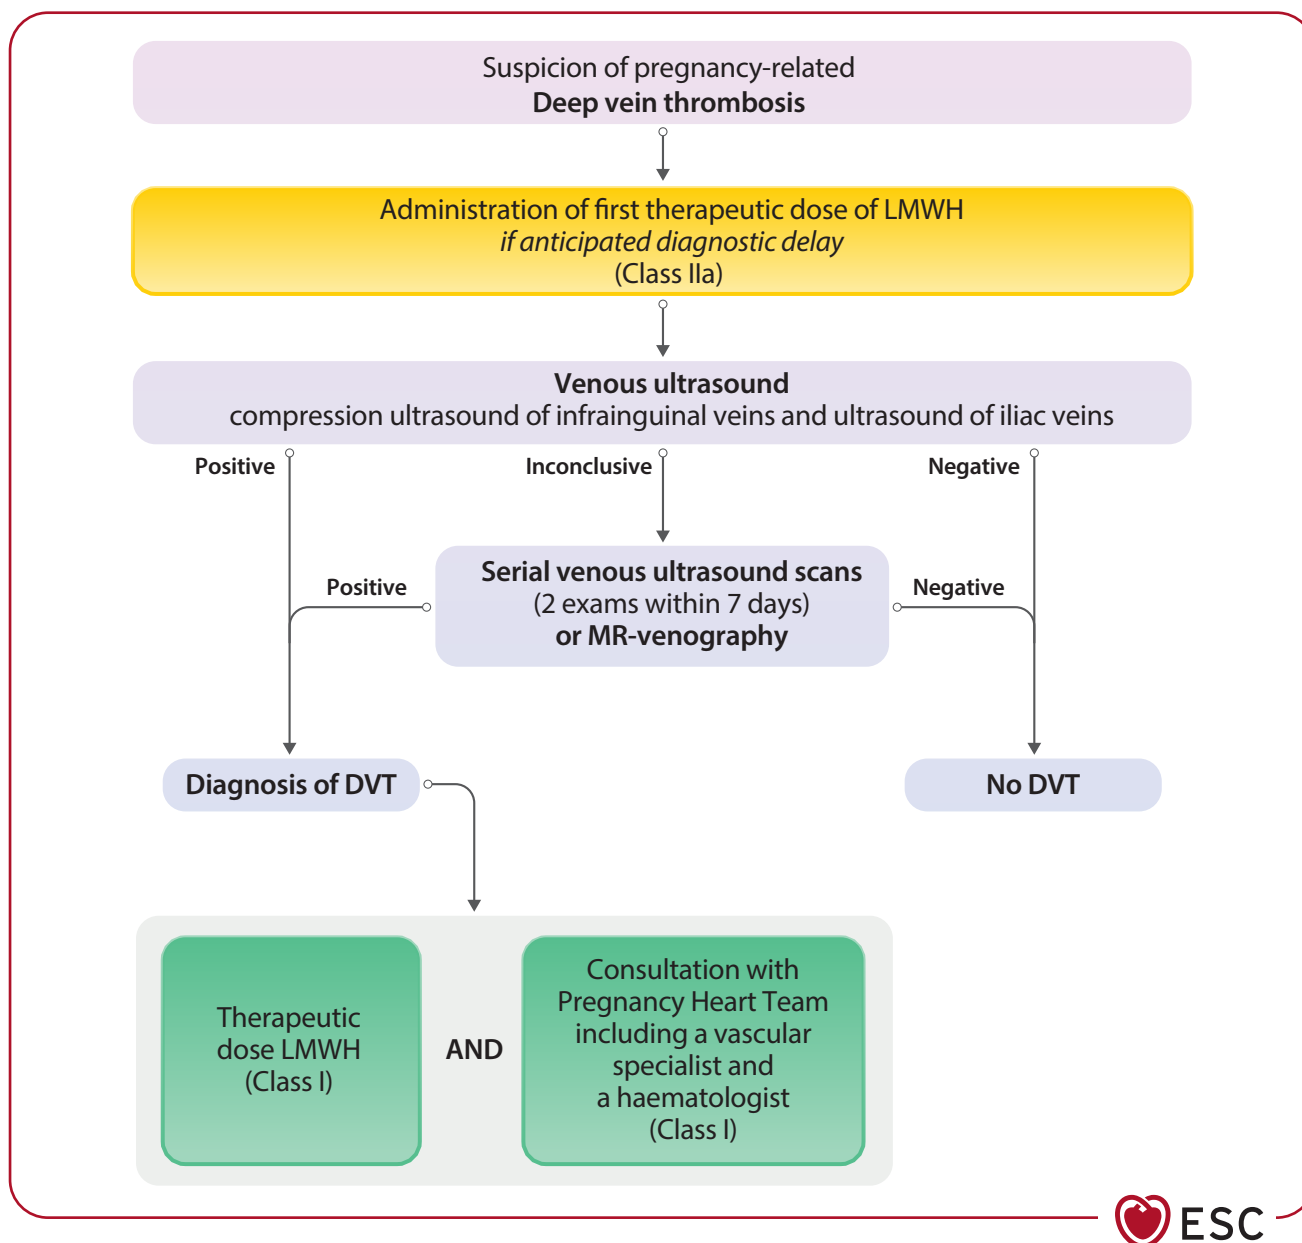 Suspicion of pregnancy-related
Deep vein thrombosis
Administration of first therapeutic dose of LMWH
if anticipated diagnostic delay
(Class IIa)
Venous ultrasound
compression ultrasound of infrainguinal veins and ultrasound of iliac veins
Positive
Inconclusive
Negative
Serial venous ultrasound scans
(2 exams within 7 days)
or MR-venography
Positive
Negative
Diagnosis of DVT
No DVT
Therapeutic
dose LMWH
(Class I)
AND
Consultation with
Pregnancy Heart Team
including a vascular
specialist and
a haematologist
(Class I)
ESC